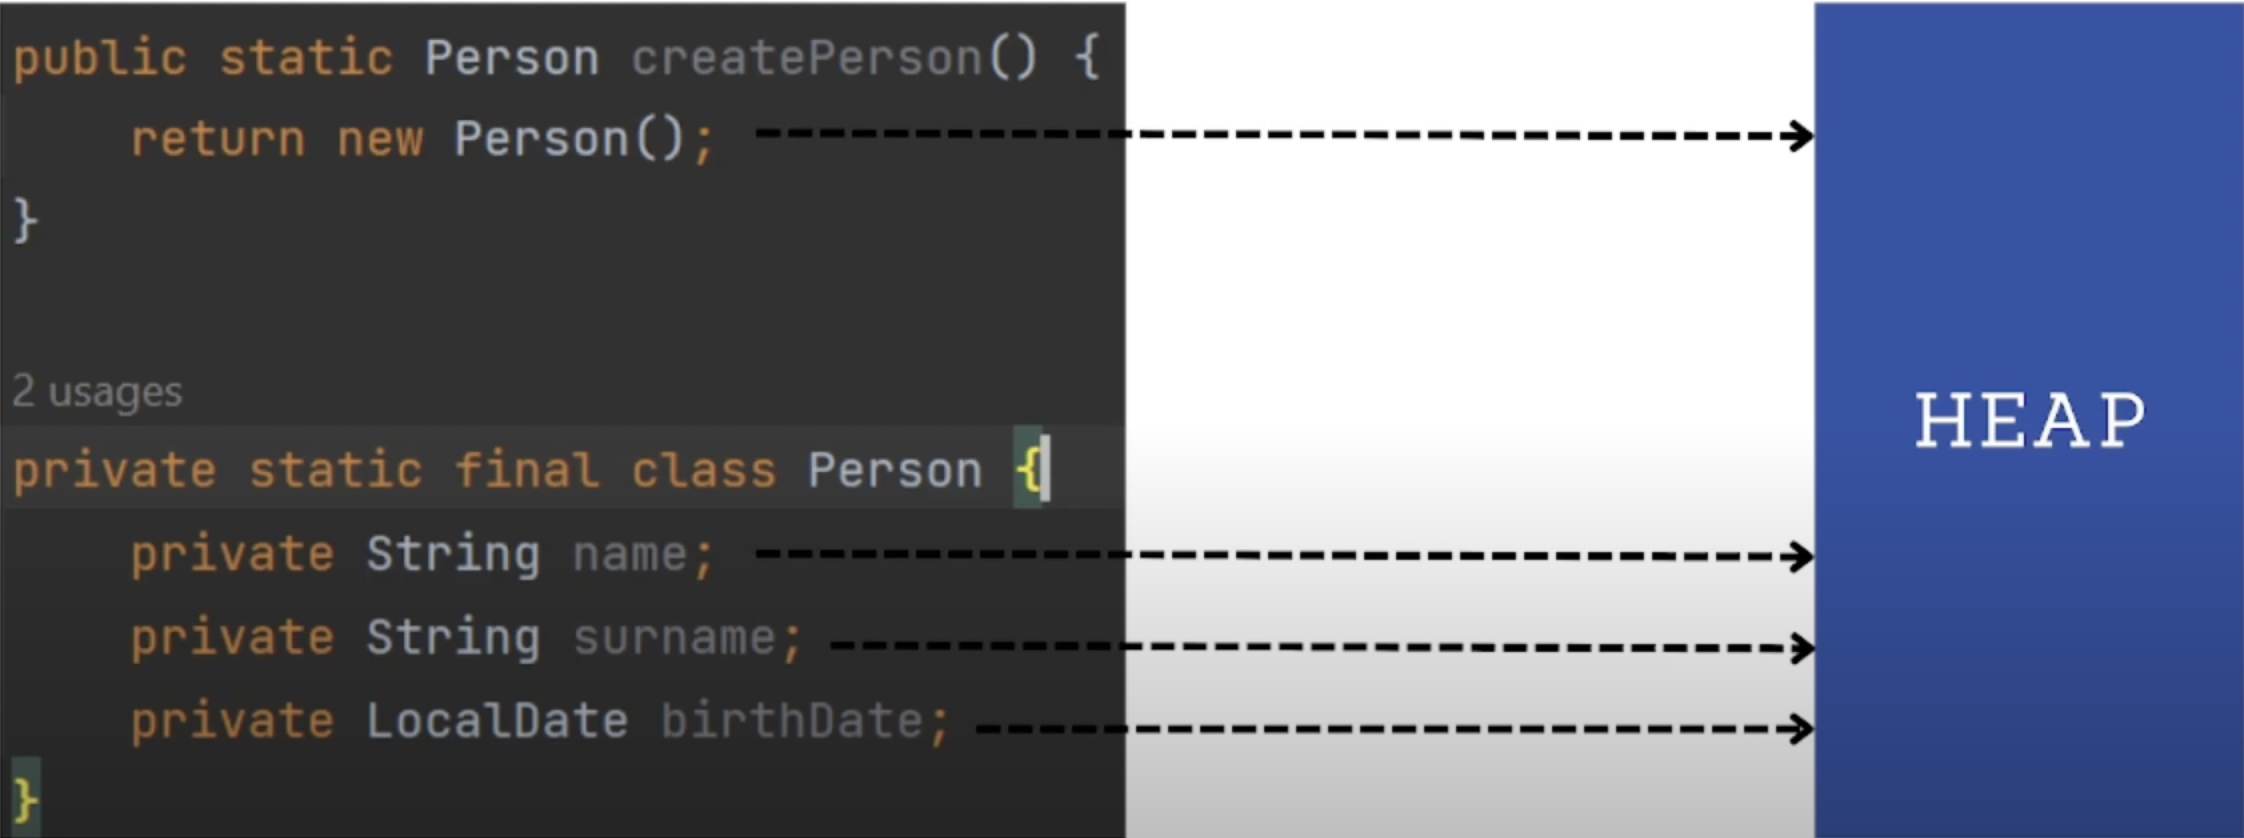 public static Person createPerson() {
return new Person();
}
2 usages
private static final class Person {
private String name;
private String surname;
private LocalDate birthDate;
}
HEAP